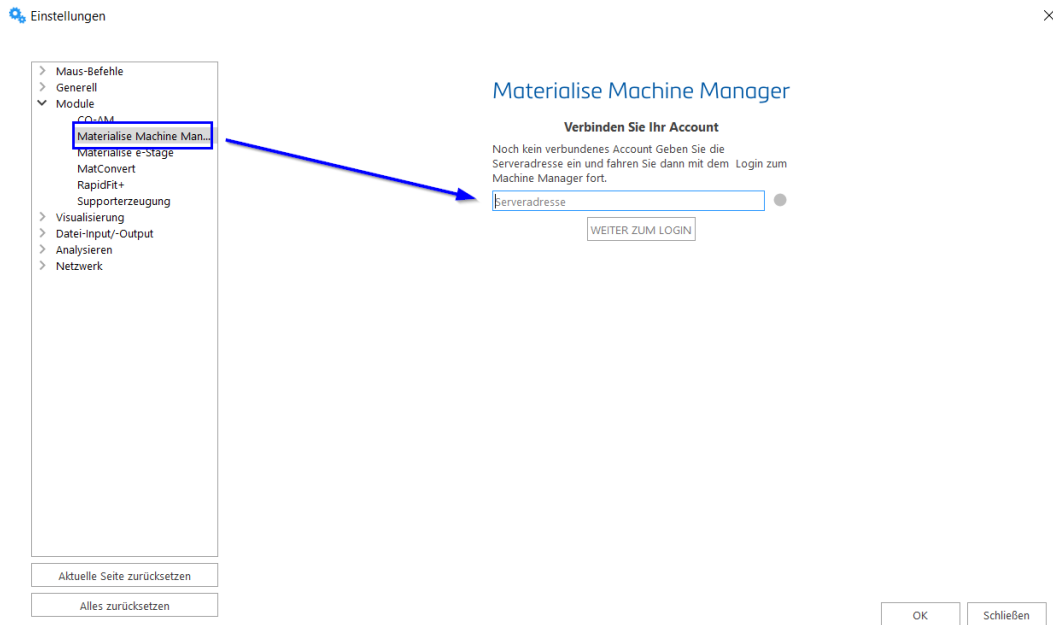 Einstellungen
Maus-Befehle
Generell
Module
CO-AM
Materialise Machine Man...
Materialise e-Stage
MatConvert
RapidFit+
Supporterzeugung
Visualisierung
Datei-Input/-Output
Analysieren
Netzwerk
Aktuelle Seite zurücksetzen
Alles zurücksetzen
Materialise Machine Manager
Verbinden Sie Ihr Account
Noch kein verbundenes Account Geben Sie die
Serveradresse ein und fahren Sie dann mit dem Login zum
Machine Manager fort.
Serveradresse
WEITER ZUM LOGIN
OK
Schließen